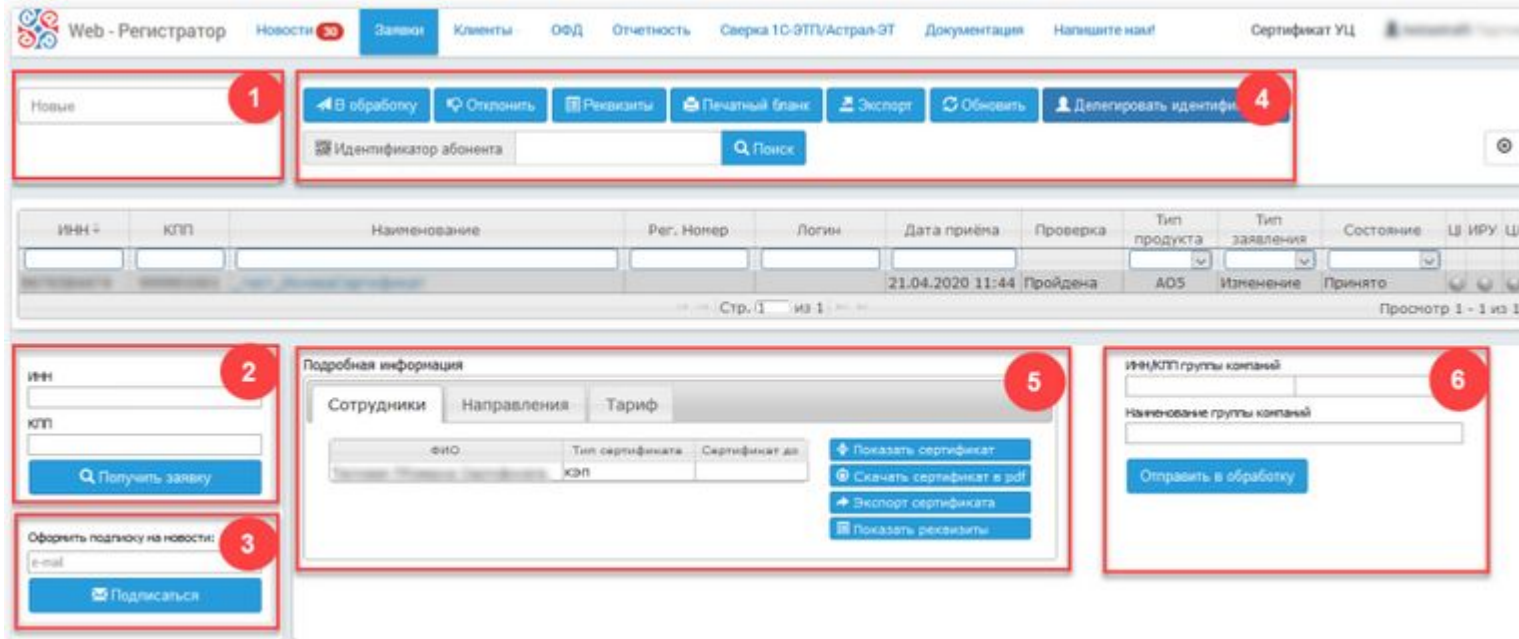 Web - Регистратор Новости 30 Заявки Клиенты ОФД Отчетность Сверка 1С-ЭТП/Астрал-ЭТ Документация Напишите нам! Сертификат УЦ
Новые 1
В обработку Отклонить Реквизиты Печатный бланк Экспорт Обновить Делегировать 4
Идентификатор абонента Поиск
ИНН КПП Наименование Рег. Номер Логин Дата приёма Проверка Тип продукта Тип заявления Состояние ИРУ
21.04.2020 11:44 Пройдена АО5 Изменение Принято
Стр. 1 из 1 Просмотр 1 - 1 из 1
2
ИНН
КПП
Получить заявку
3
Оформить подписку на новости:
e-mail
Подписаться
Подробная информация 5
Сотрудники Направления Тариф
ФИО Тип сертификата Сертификат до
КЭП
Показать сертификат
Скачать сертификат в pdf
Экспорт сертификата
Показать реквизиты
ИНН/КПП группы компаний 6
Наименование группы компаний
Отправить в обработку